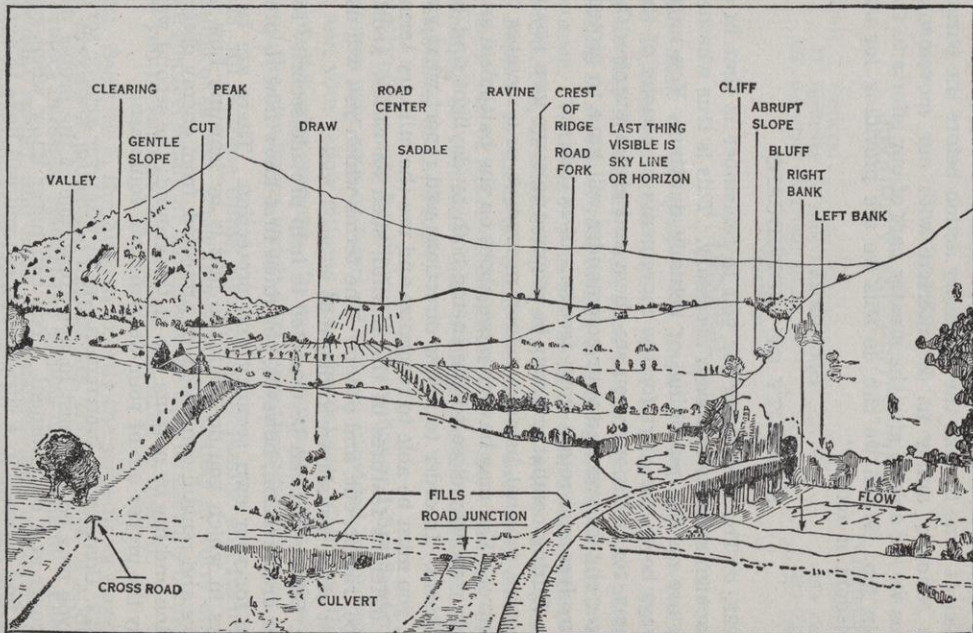 CLEARING
PEAK
ROAD
CENTER
RAVINE
CREST
OF
RIDGE
CLIFF
ABRUPT
SLOPE
GENTLE
SLOPE
CUT
DRAW
SADDLE
ROAD
FORK
LAST THING
VISIBLE IS
SKY LINE
OR HORIZON
BLUFF
VALLEY
RIGHT
BANK
LEFT BANK
FILLS
FLOW
ROAD JUNCTION
CROSS ROAD
CULVERT